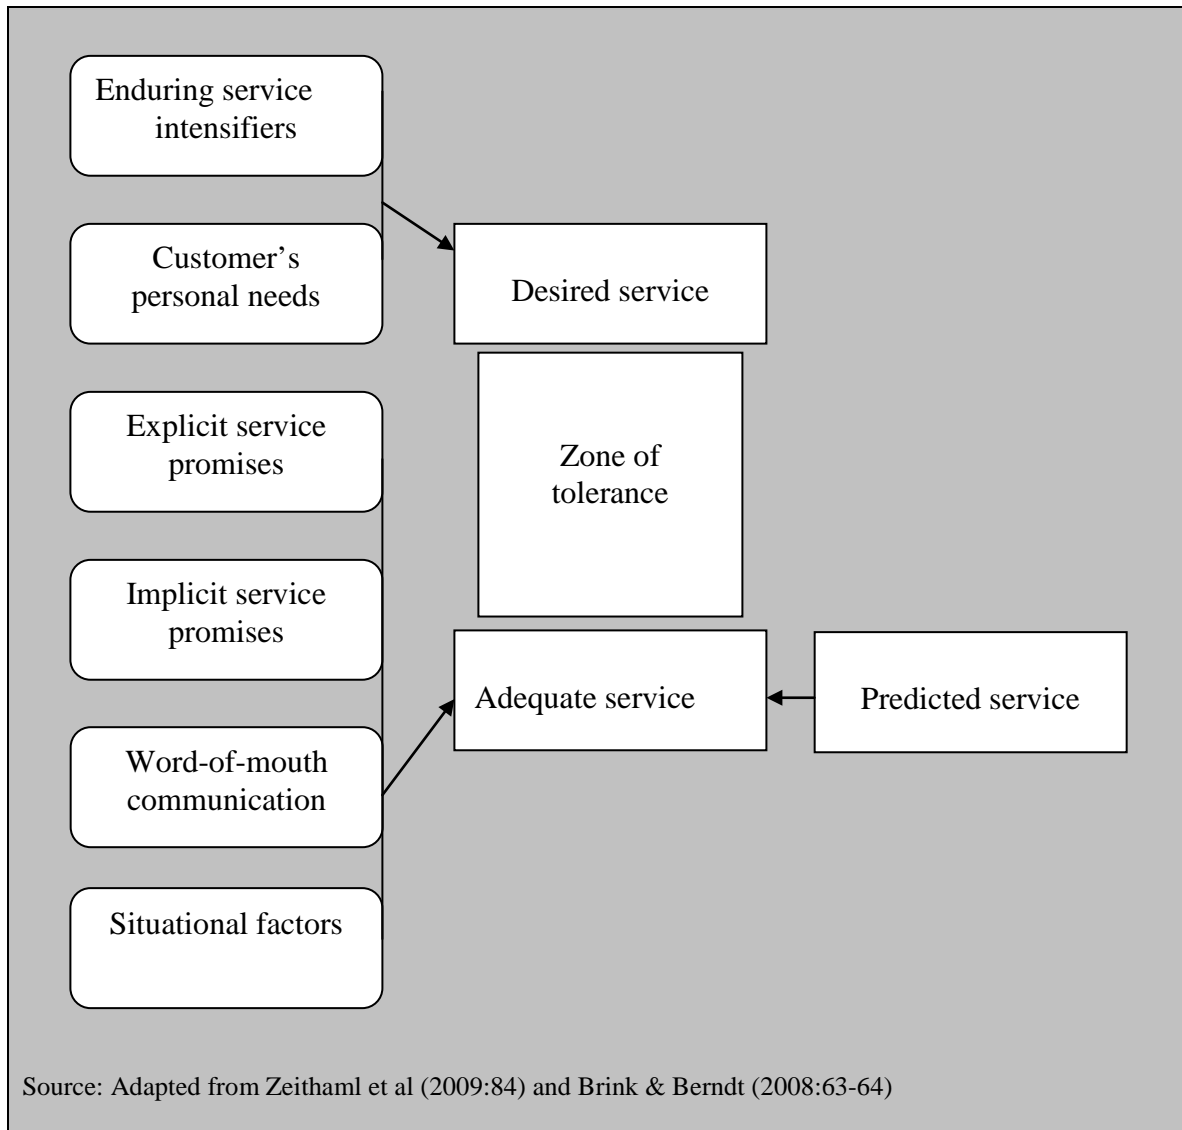 Enduring service
intensifiers
Customer’s
personal needs
Desired service
Explicit service
promises
Zone of
tolerance
Implicit service
promises
Adequate service
Predicted service
Word-of-mouth
communication
Situational factors
Source: Adapted from Zeithaml et al (2009:84) and Brink & Berndt (2008:63-64)